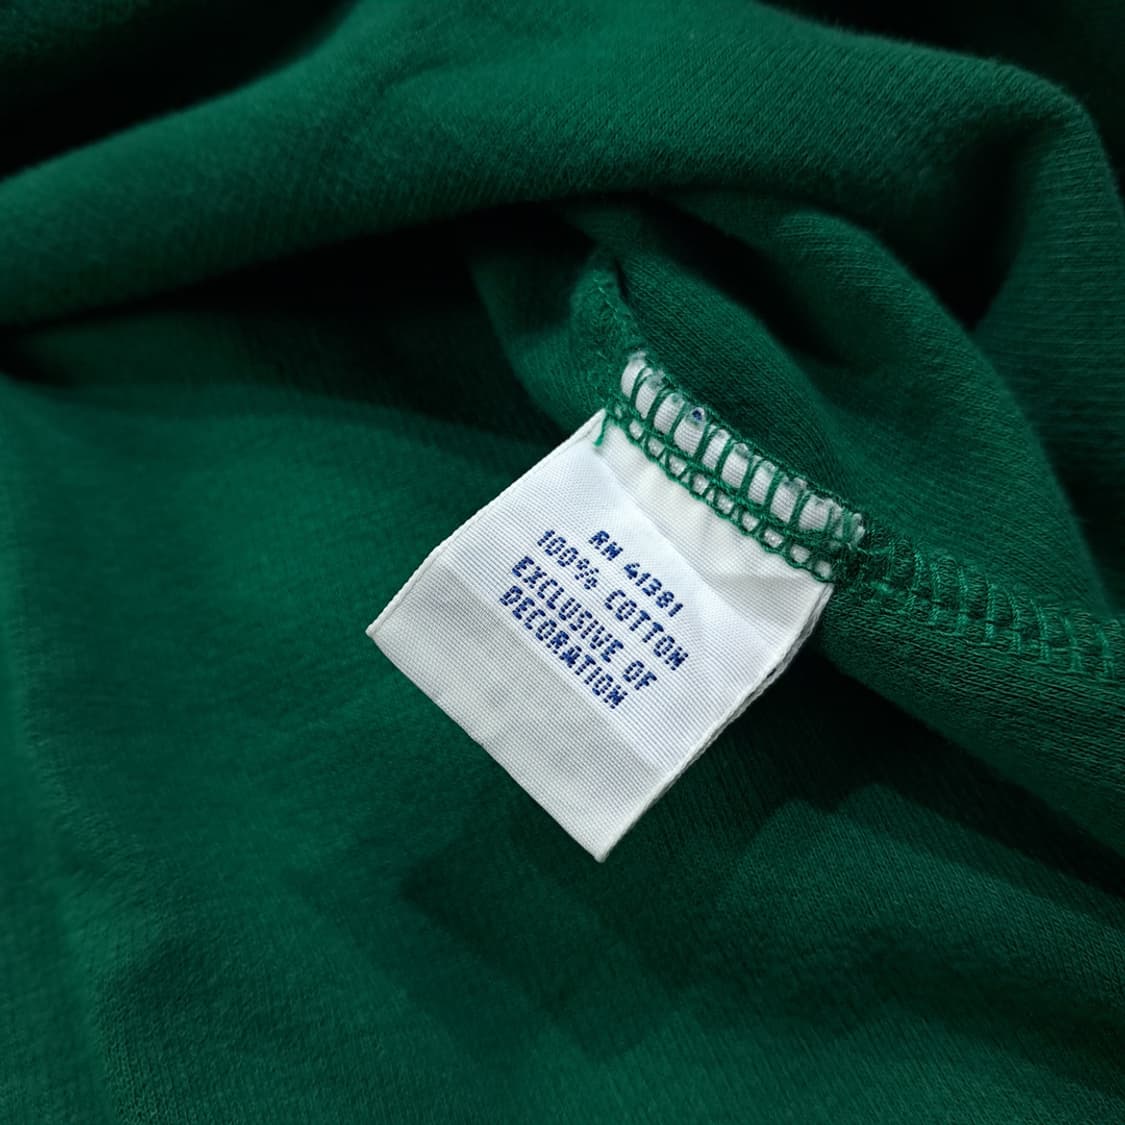 RN 41381
100% COTTON
EXCLUSIVE OF
DECORATION